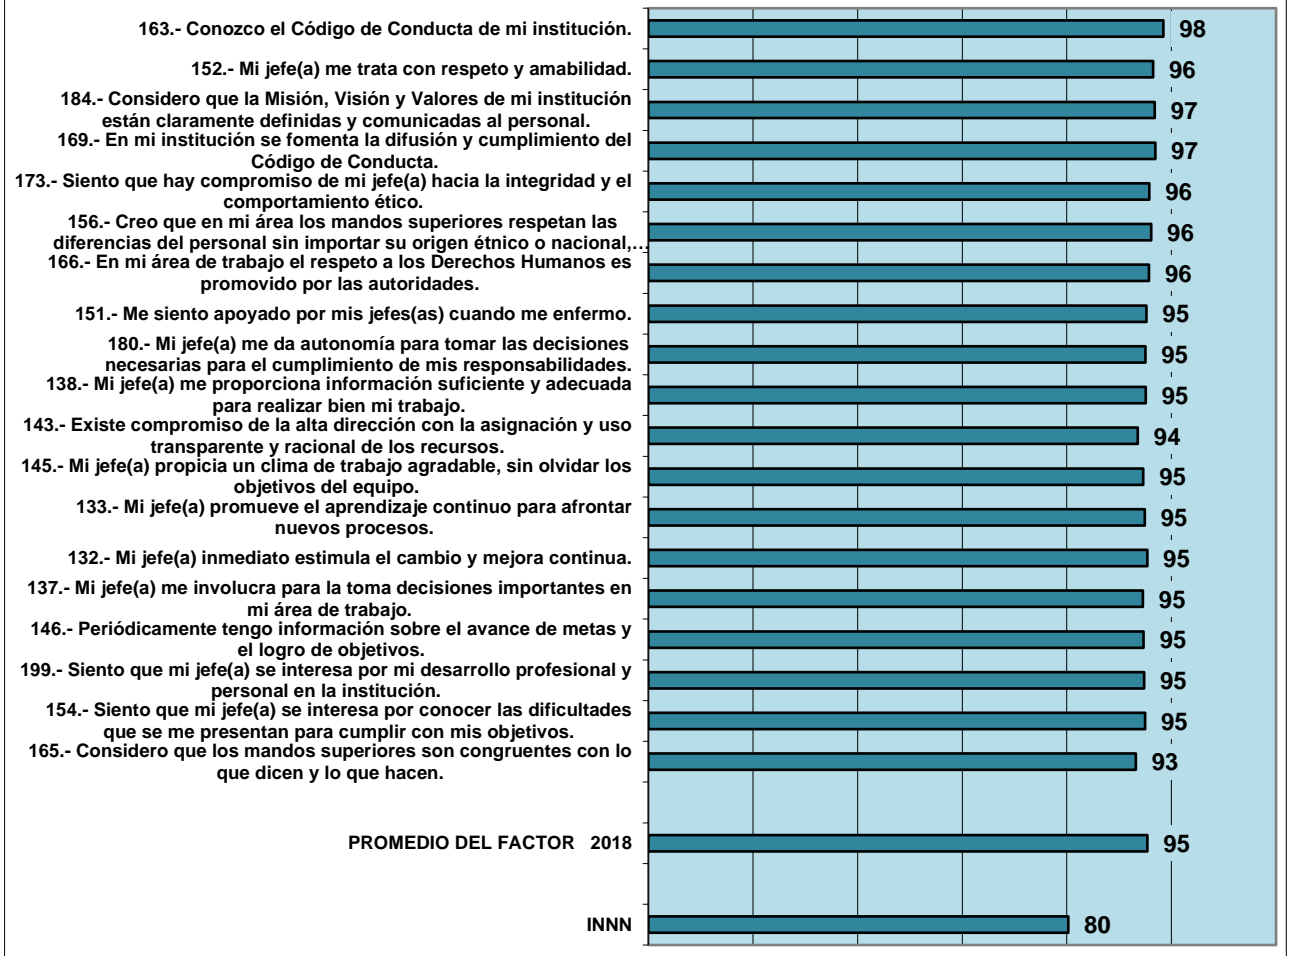 163.- Conozco el Código de Conducta de mi institución.
98
152.- Mi jefe(a) me trata con respeto y amabilidad.
96
184.- Considero que la Misión, Visión y Valores de mi institución
están claramente definidas y comunicadas al personal.
97
169.- En mi institución se fomenta la difusión y cumplimiento del
Código de Conducta.
97
173.- Siento que hay compromiso de mi jefe(a) hacia la integridad y el
comportamiento ético.
96
156.- Creo que en mi área los mandos superiores respetan las
diferencias del personal sin importar su origen étnico o nacional,...
96
166.- En mi área de trabajo el respeto a los Derechos Humanos es
promovido por las autoridades.
96
151.- Me siento apoyado por mis jefes(as) cuando me enfermo.
95
180.- Mi jefe(a) me da autonomía para tomar las decisiones
necesarias para el cumplimiento de mis responsabilidades.
95
138.- Mi jefe(a) me proporciona información suficiente y adecuada
para realizar bien mi trabajo.
95
143.- Existe compromiso de la alta dirección con la asignación y uso
transparente y racional de los recursos.
94
145.- Mi jefe(a) propicia un clima de trabajo agradable, sin olvidar los
objetivos del equipo.
95
133.- Mi jefe(a) promueve el aprendizaje continuo para afrontar
nuevos procesos.
95
132.- Mi jefe(a) inmediato estimula el cambio y mejora continua.
95
137.- Mi jefe(a) me involucra para la toma decisiones importantes en
mi área de trabajo.
95
146.- Periódicamente tengo información sobre el avance de metas y
el logro de objetivos.
95
199.- Siento que mi jefe(a) se interesa por mi desarrollo profesional y
personal en la institución.
95
154.- Siento que mi jefe(a) se interesa por conocer las dificultades
que se me presentan para cumplir con mis objetivos.
95
165.- Considero que los mandos superiores son congruentes con lo
que dicen y lo que hacen.
93
PROMEDIO DEL FACTOR 2018
95
INNN
80